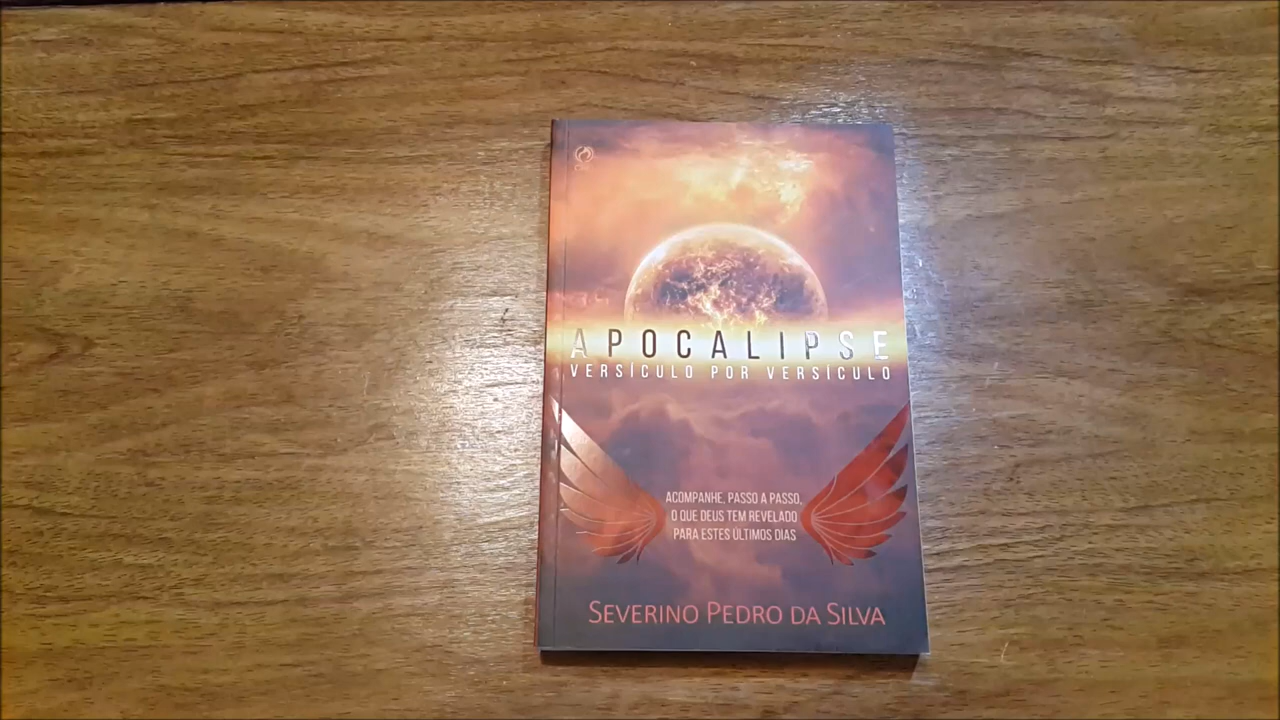 APOCALIPSE
VERSÍCULO POR VERSÍCULO
ACOMPANHE, PASSO A PASSO,
O QUE DEUS TEM REVELADO
PARA ESTES ÚLTIMOS DIAS
SEVERINO PEDRO DA SILVA